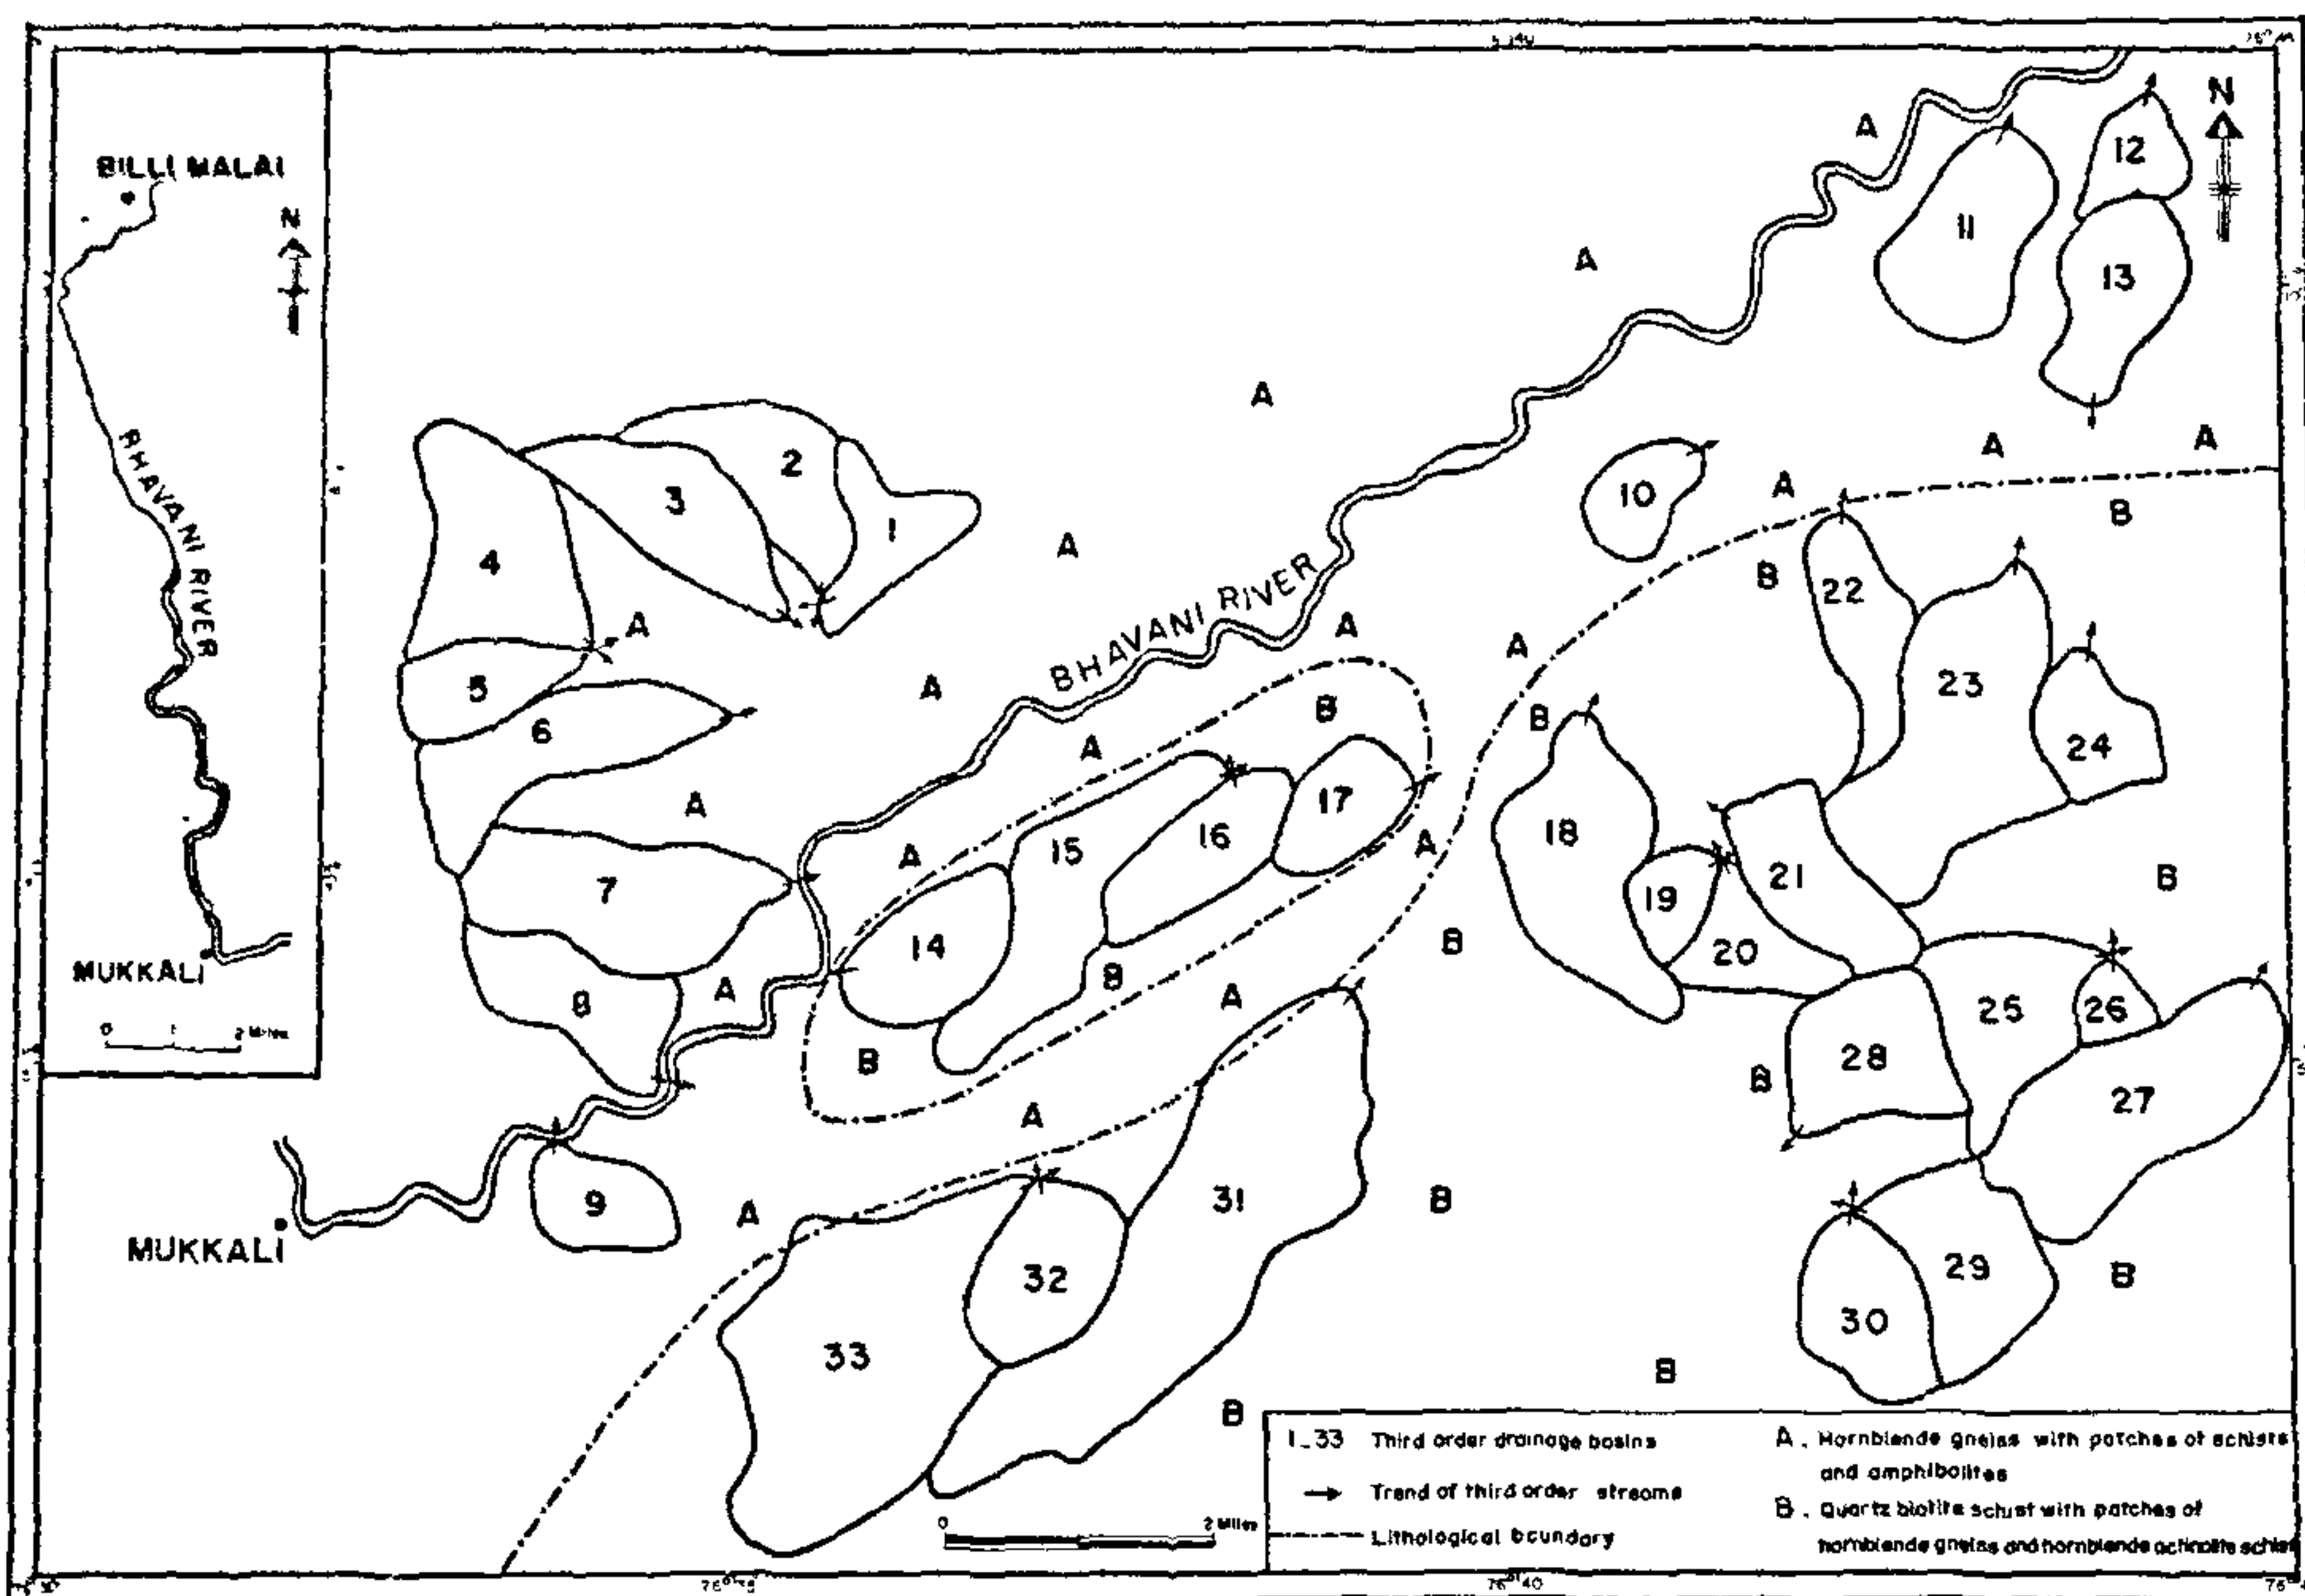 BILLI MALAI
N
BHAVANI RIVER
MUKKALI
0 1 2 Miles
N
A
12
11
A
13
A
2
A
A
3
10
A
1
B
4
A
B
22
A
BHAVANI RIVER
A
A
5
A
23
B
B
6
A
24
A
17
18
16
15
A
A
21
B
7
19
14
B
20
A
B
8
A
25
26
B
28
B
27
A
9
A
31
B
MUKKALI
32
29
B
30
33
B
B
1_33 Third order drainage basins
→ Trend of third order streams
Lithological boundary
0 2 Miles
A . Hornblende gneiss with patches of schists
and amphibolites
B . Quartz biotite schist with patches of
hornblende gneiss and hornblende actinolite schist